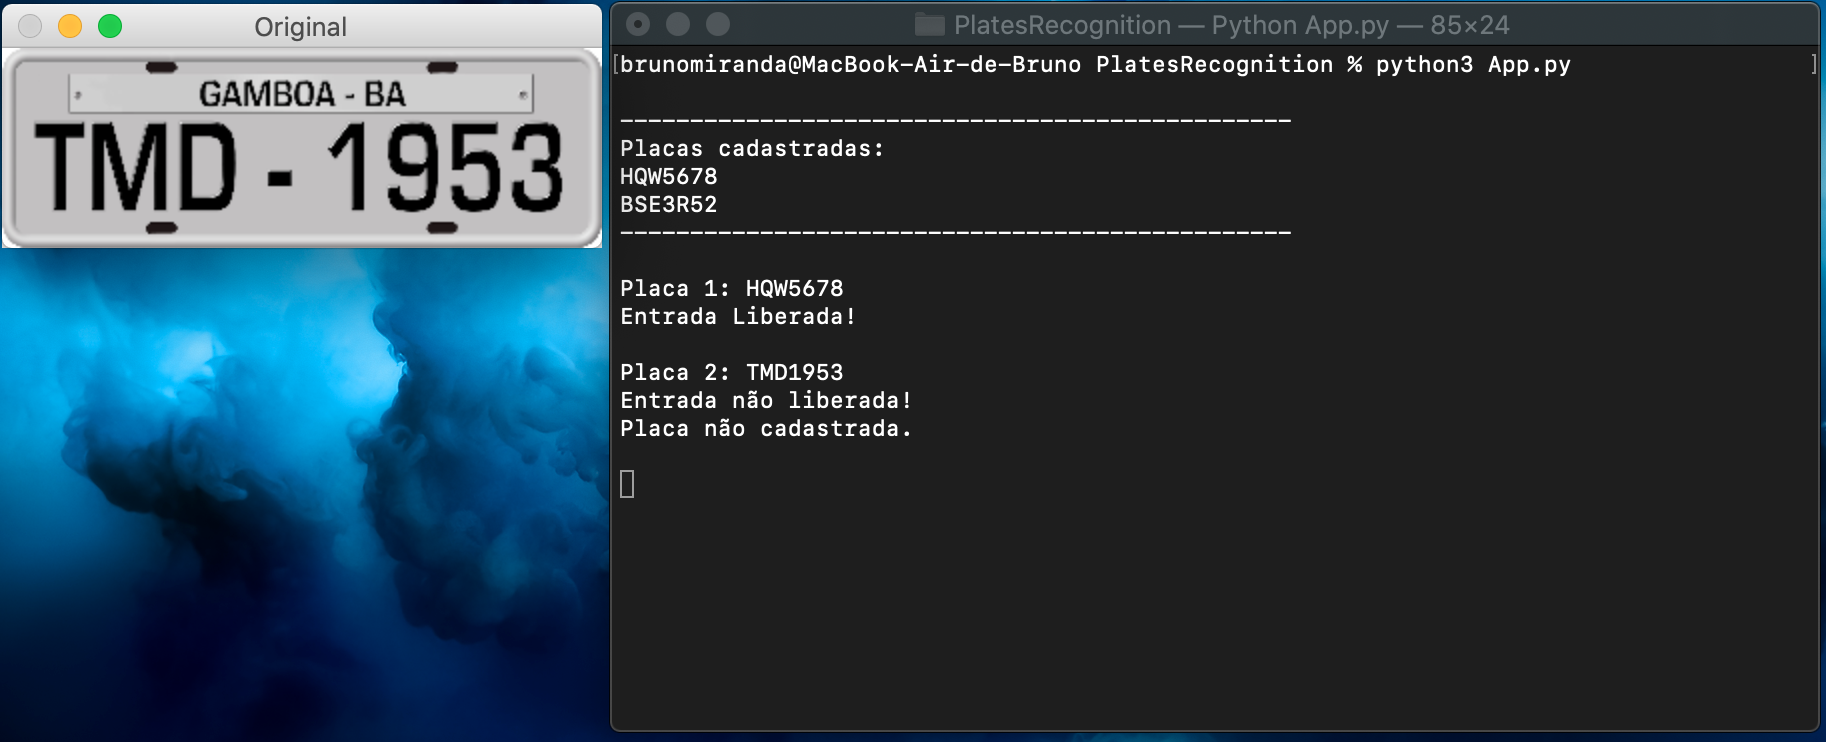 Original
GAMBOA - BA
TMD - 1953
PlatesRecognition — Python App.py — 85×24
[brunomiranda@MacBook-Air-de-Bruno PlatesRecognition % python3 App.py ]
------------------------------------------------
Placas cadastradas:
HQW5678
BSE3R52
------------------------------------------------
Placa 1: HQW5678
Entrada Liberada!
Placa 2: TMD1953
Entrada não liberada!
Placa não cadastrada.